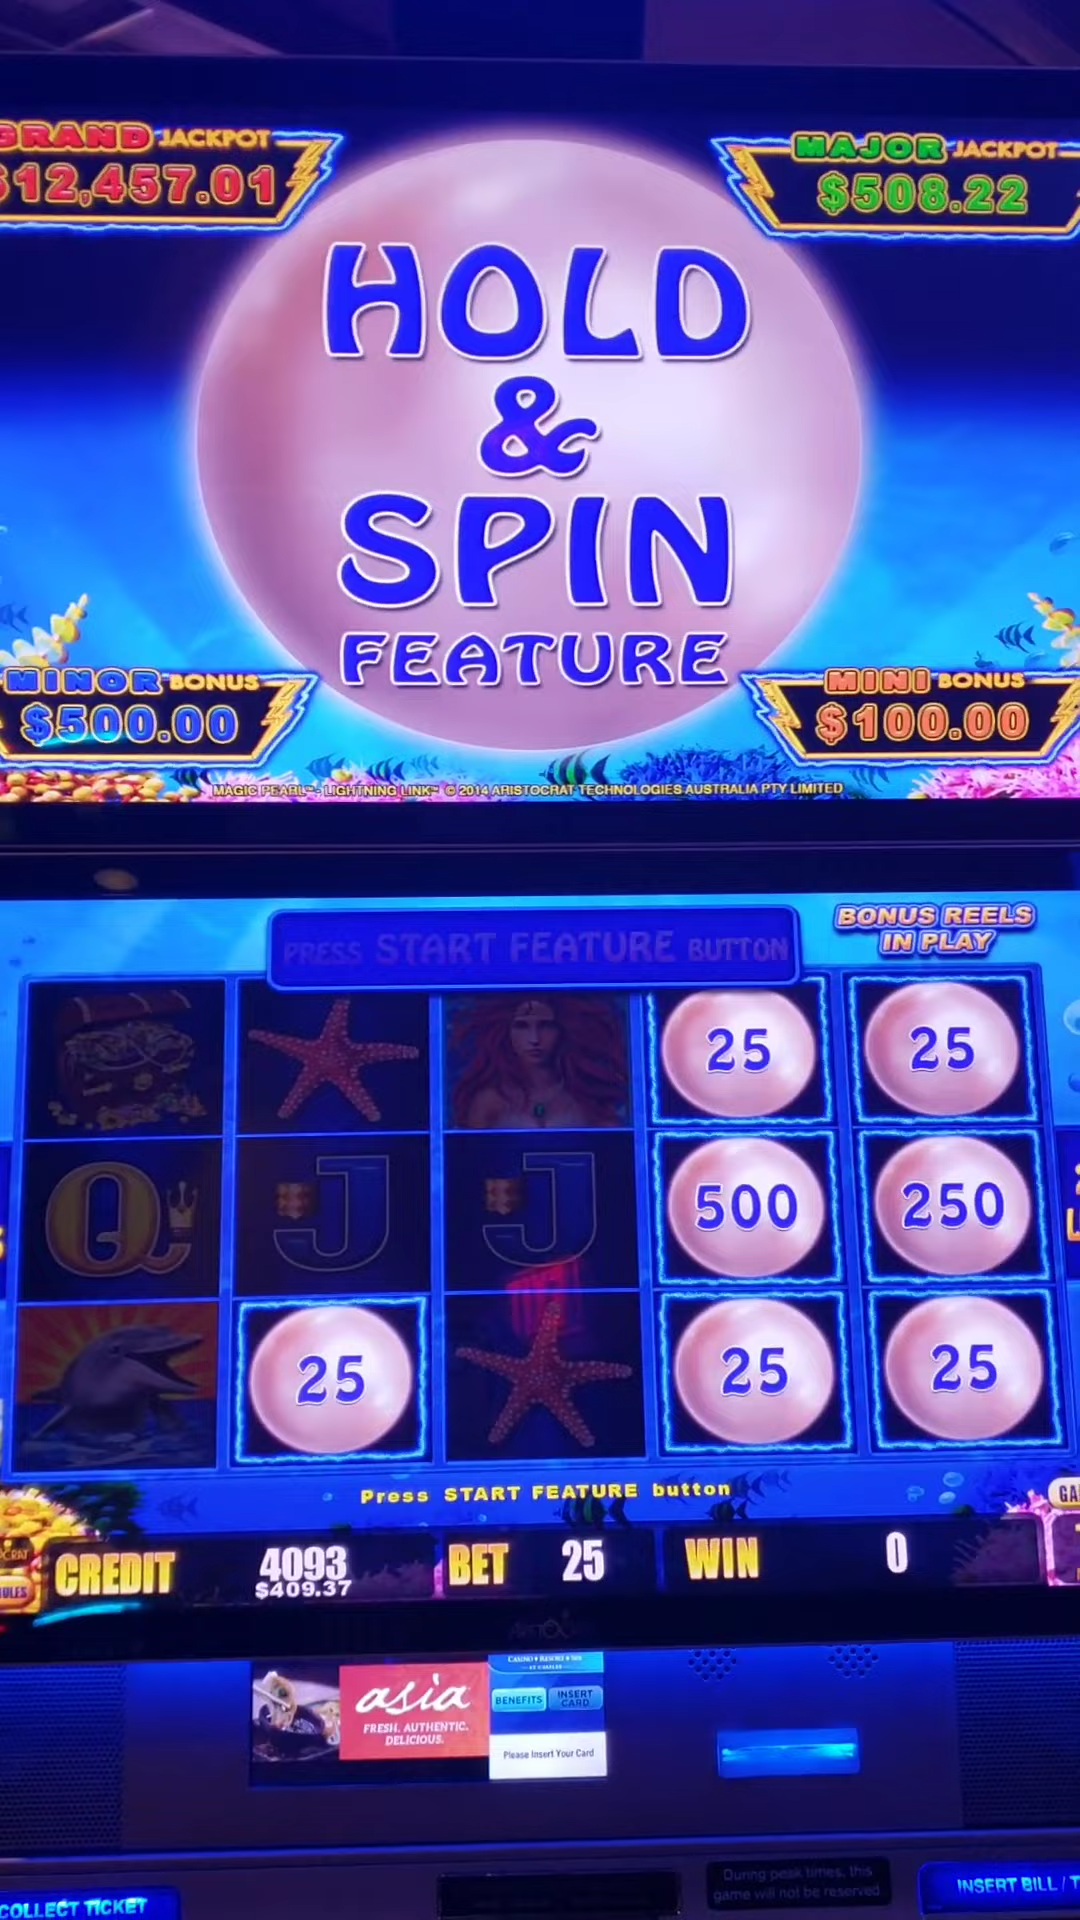 GRAND JACKPOT
$12,457.01
MAJOR JACKPOT
$508.22
HOLD
&
SPIN
FEATURE
MINOR BONUS
$500.00
MINI BONUS
$100.00
MAGIC PEARL™ - LIGHTNING LINK™ © 2014 ARISTOCRAT TECHNOLOGIES AUSTRALIA PTY LIMITED
PRESS START FEATURE BUTTON
BONUS REELS
IN PLAY
25
25
Q
J
J
500
250
25
25
25
Press START FEATURE button
CREDIT
4093
$409.37
BET
25
WIN
0
asia
FRESH. AUTHENTIC.
DELICIOUS.
BENEFITS
INSERT
CARD
Please Insert Your Card
During peak times, this
game will not be reserved
COLLECT TICKET
INSERT BILL / T